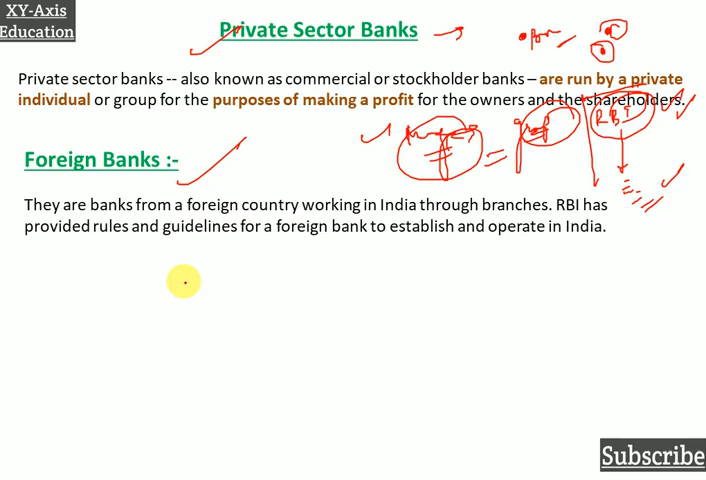 XY-Axis
Education
Private Sector Banks
Private sector banks -- also known as commercial or stockholder banks – are run by a private
individual or group for the purposes of making a profit for the owners and the shareholders.
RBI
Foreign Banks :-
They are banks from a foreign country working in India through branches. RBI has
provided rules and guidelines for a foreign bank to establish and operate in India.
Subscribe